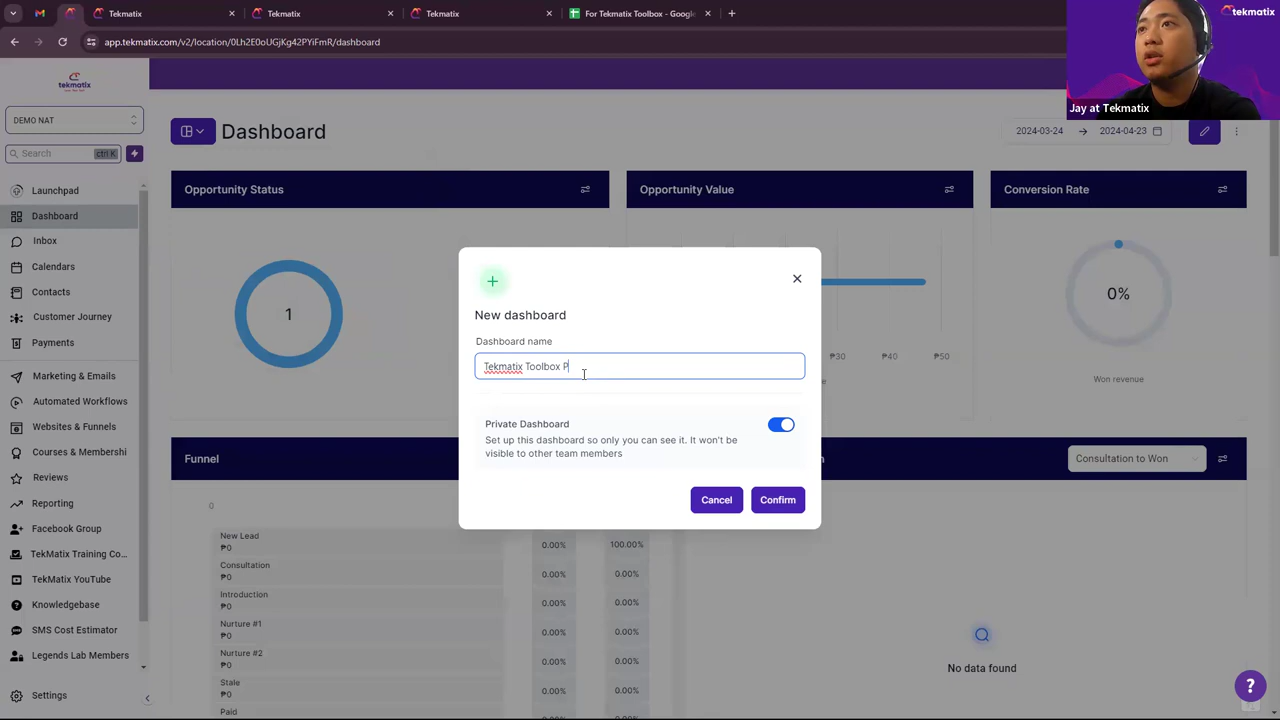 Tekmatix
Tekmatix
Tekmatix
For Tekmatix Toolbox - Google
app.tekmatix.com/v2/location/0Lh2E0oUGJKg42PYiFmR/dashboard
tekmatix
Jay at Tekmatix
tekmatix
DEMO NAT
Search
ctrl K
Launchpad
Dashboard
Inbox
Calendars
Contacts
Customer Journey
Payments
Marketing & Emails
Automated Workflows
Websites & Funnels
Courses & Membershi
Reviews
Reporting
Facebook Group
TekMatix Training Co...
TekMatix YouTube
Knowledgebase
SMS Cost Estimator
Legends Lab Members
Settings
Dashboard
2024-03-24 → 2024-04-23
Opportunity Status
1
Opportunity Value
₱30 ₱40 ₱50
Conversion Rate
0%
Won revenue
New dashboard
Dashboard name
Tekmatix Toolbox P
Private Dashboard
Set up this dashboard so only you can see it. It won't be
visible to other team members
Cancel
Confirm
Funnel
Consultation to Won
0
New Lead
₱0
0.00% 100.00%
Consultation
₱0
0.00% 0.00%
Introduction
₱0
0.00% 0.00%
Nurture #1
₱0
0.00% 0.00%
Nurture #2
₱0
0.00% 0.00%
Stale
₱0
0.00% 0.00%
Paid
No data found
?